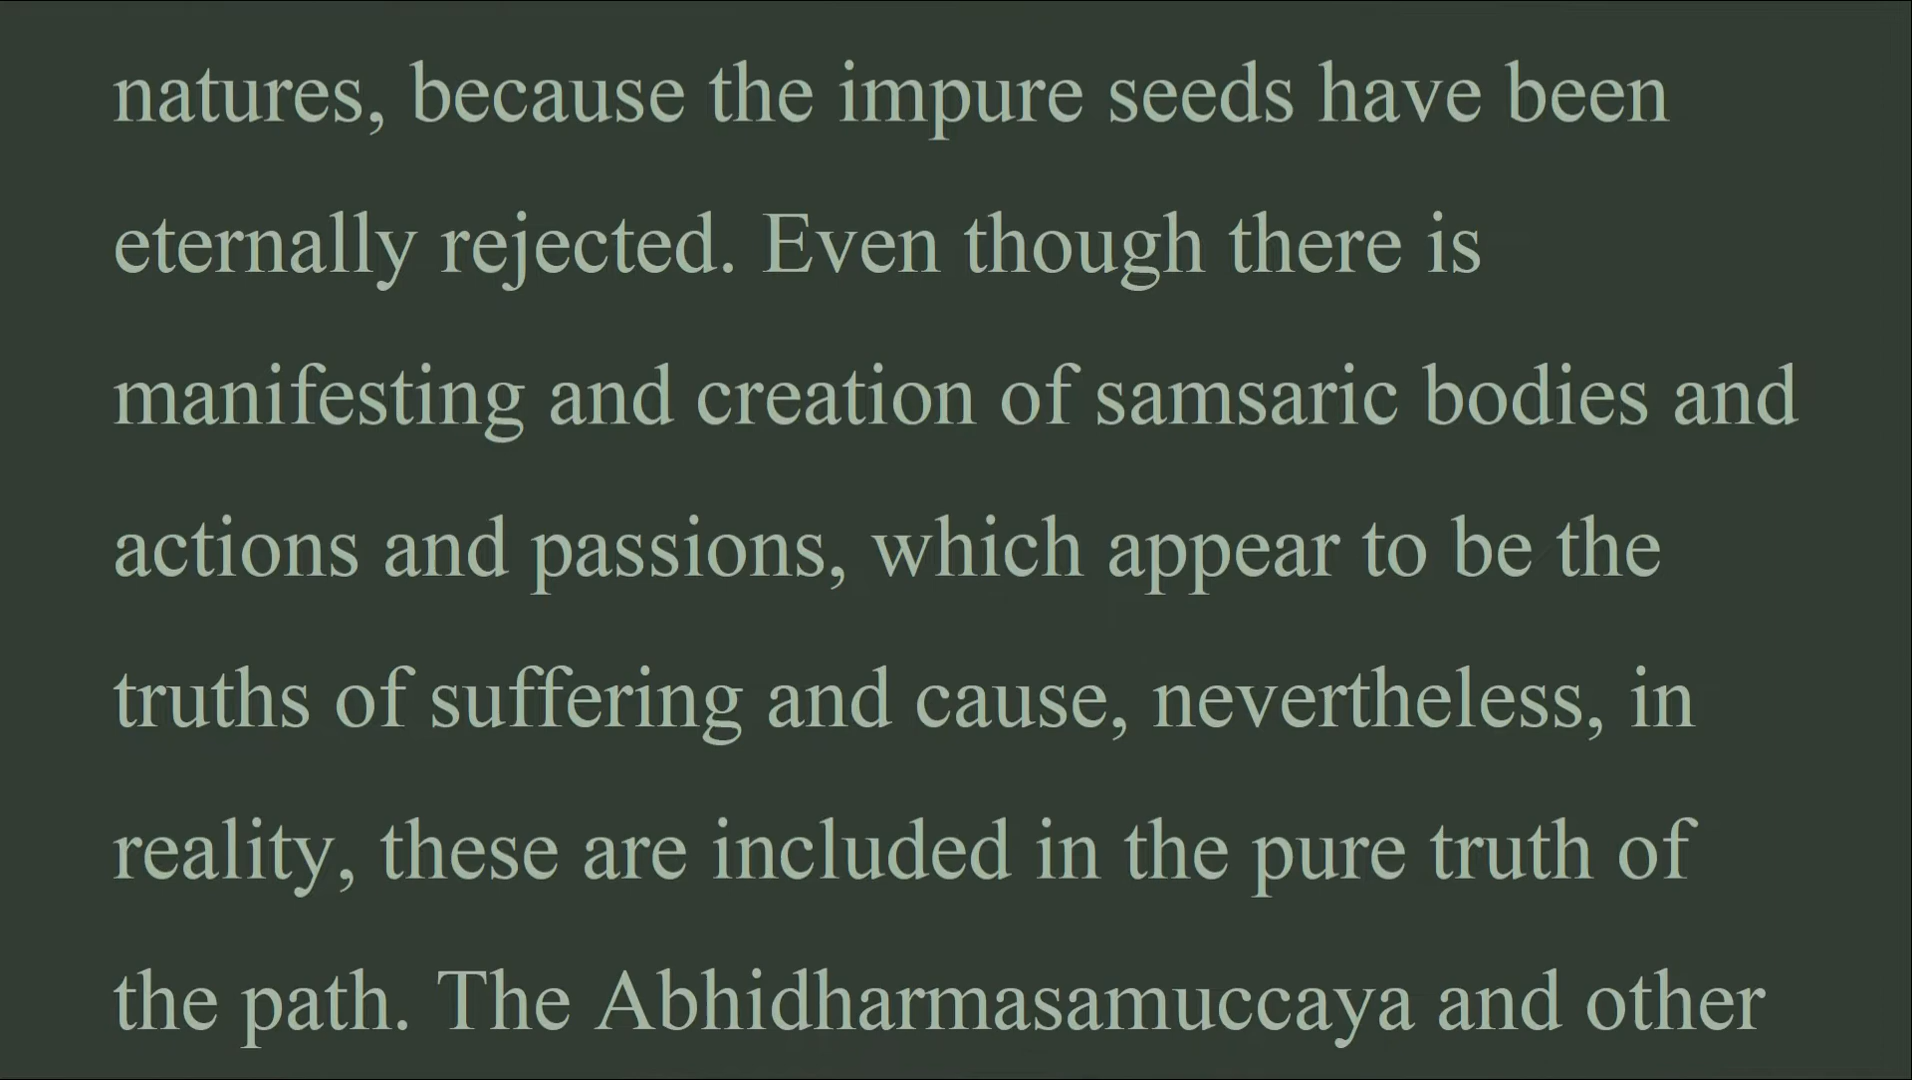 natures, because the impure seeds have been
eternally rejected. Even though there is
manifesting and creation of samsaric bodies and
actions and passions, which appear to be the
truths of suffering and cause, nevertheless, in
reality, these are included in the pure truth of
the path. The Abhidharmasamuccaya and other